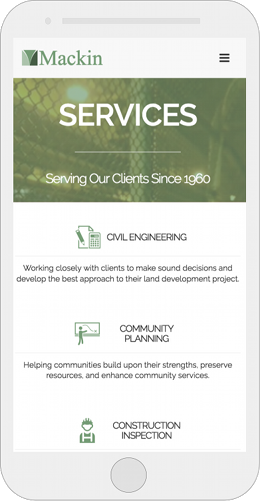 Mackin
SERVICES
Serving Our Clients Since 1960
CIVIL ENGINEERING
Working closely with clients to make sound decisions and
develop the best approach to their land development project.
COMMUNITY
PLANNING
Helping communities build upon their strengths, preserve
resources, and enhance community services.
CONSTRUCTION
INSPECTION